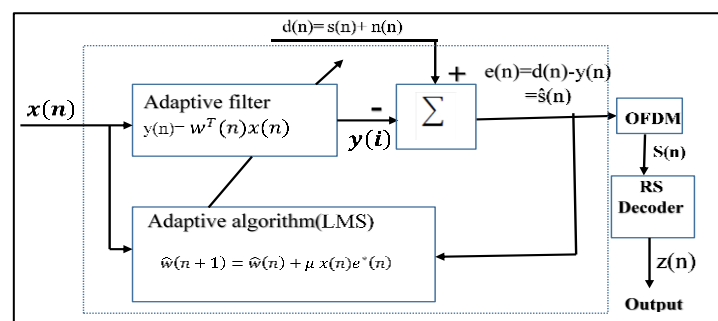 d(n)=s(n)+ n(n)
x(n)
Adaptive filter
y(n)= w^T(n)x(n)
-
y(i)
+
∑
e(n)=d(n)-y(n)
=ŝ(n)
OFDM
S(n)
RS
Decoder
z(n)
Output
Adaptive algorithm(LMS)
ŵ(n + 1) = ŵ(n) + μ x(n)e*(n)